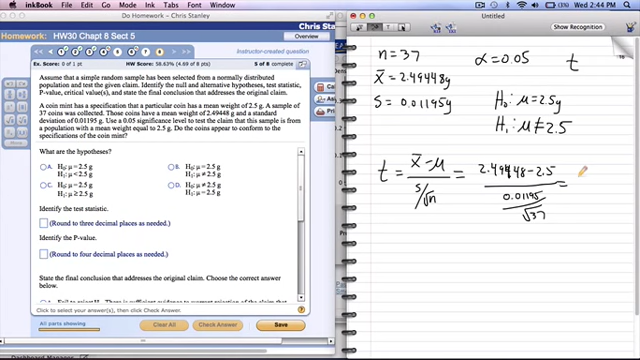 inkBook File Edit View Window Help
Wed 2:44 PM
Do Homework - Chris Stanley
Untitled
Chris Stanley
Homework: HW30 Chapt 8 Sect 5
Overview
Show Recognition
1 2 3 4 5 6 7 8
Instructor-created question
Exer. Score: 0 of 1 pt
HW Score: 58.63% (4.69 of 8 pts)
5 of 8 complete
Assume that a simple random sample has been selected from a normally distributed
population and test the given claim. Identify the null and alternative hypotheses, test statistic,
P-value, critical value(s), and state the final conclusion that addresses the original claim.
A coin mint has a specification that a particular coin has a mean weight of 2.5 g. A sample of
37 coins was collected. Those coins have a mean weight of 2.49448 g and a standard
deviation of 0.01195 g. Use a 0.05 significance level to test the claim that this sample is from
a population with a mean weight equal to 2.5 g. Do the coins appear to conform to the
specifications of the coin mint?
What are the hypotheses?
A. H₀: μ = 2.5 g
H₁: μ < 2.5 g
B. H₀: μ = 2.5 g
H₁: μ ≠ 2.5 g
C. H₀: μ = 2.5 g
H₁: μ ≥ 2.5 g
D. H₀: μ ≠ 2.5 g
H₁: μ = 2.5 g
Identify the test statistic.
(Round to three decimal places as needed.)
Identify the P-value.
(Round to four decimal places as needed.)
State the final conclusion that addresses the original claim. Choose the correct answer
below.
Click to select your answer(s), then click Check Answer.
All parts showing
Clear All
Check Answer
Save
n = 37
α = 0.05
t
x̄ = 2.49448g
s = 0.01195g
H₀: μ = 2.5g
H₁: μ ≠ 2.5
t = x̄ - μ / s/√n = 2.49448 - 2.5 / 0.01195/√37 =